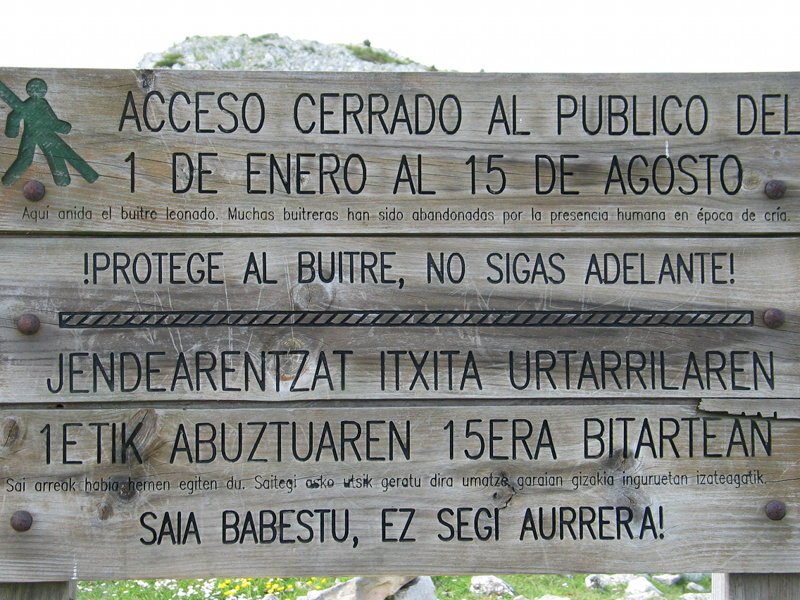 ACCESO CERRADO AL PUBLICO DEL
1 DE ENERO AL 15 DE AGOSTO
Aqui anida el buitre leonado. Muchas buitreras han sido abandonadas por la presencia humana en época de cría.
!PROTEGE AL BUITRE, NO SIGAS ADELANTE!
JENDEARENTZAT ITXITA URTARRILAREN
1ETIK ABUZTUAREN 15ERA BITARTEAN
Sai arreak habia hemen egiten du. Saitegi asko utsik geratu dira umatze garaian gizakia inguruetan izateagatik.
SAIA BABESTU, EZ SEGI AURRERA!